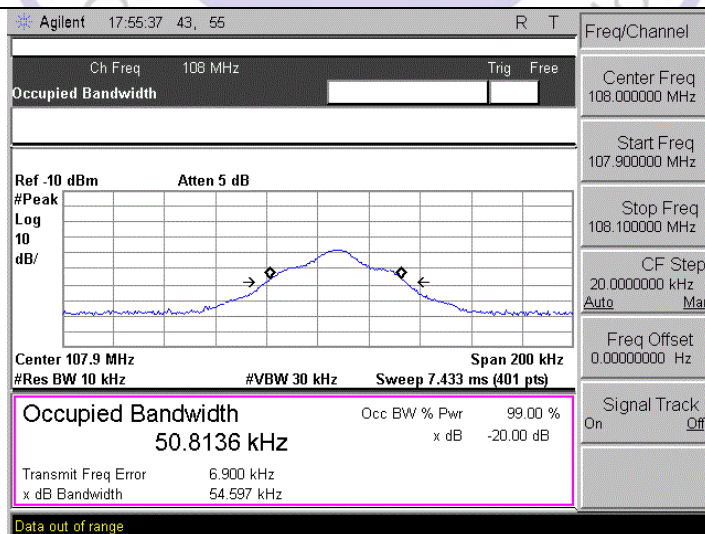 Agilent 17:55:37 43, 55 R T
Freq/Channel
Ch Freq 108 MHz Trig Free
Occupied Bandwidth
Center Freq
108.000000 MHz
Start Freq
107.900000 MHz
Stop Freq
108.100000 MHz
CF Step
20.0000000 kHz
Auto Man
Freq Offset
0.00000000 Hz
Signal Track
On Off
Ref -10 dBm Atten 5 dB
#Peak
Log
10
dB/
Center 107.9 MHz Span 200 kHz
#Res BW 10 kHz #VBW 30 kHz Sweep 7.433 ms (401 pts)
Occupied Bandwidth Occ BW % Pwr 99.00 %
50.8136 kHz x dB -20.00 dB
Transmit Freq Error 6.900 kHz
x dB Bandwidth 54.597 kHz
Data out of range